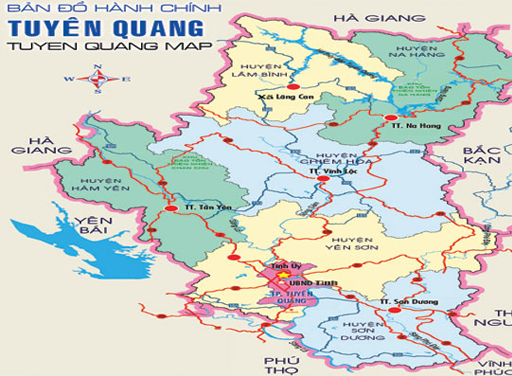 BẢN ĐỒ HÀNH CHÍNH
TUYÊN QUANG
TUYEN QUANG MAP
N
W
E
S
HÀ GIANG
HUYỆN
NA HANG
HUYỆN
LÂM BÌNH
Xã Lăng Can
TT. Na Hang
HÀ
GIANG
BẮC
KẠN
HUYỆN
CHIÊM HÓA
TT. Vĩnh Lộc
HUYỆN
HÀM YÊN
TT. Tân Yên
YÊN
BÁI
HUYỆN
YÊN SƠN
Tỉnh Ủy
UBND Tỉnh
TP. TUYÊN
QUANG
TT. Sơn Dương
HUYỆN
SƠN
DƯƠNG
PHÚ
THỌ
VĨNH
PHÚC